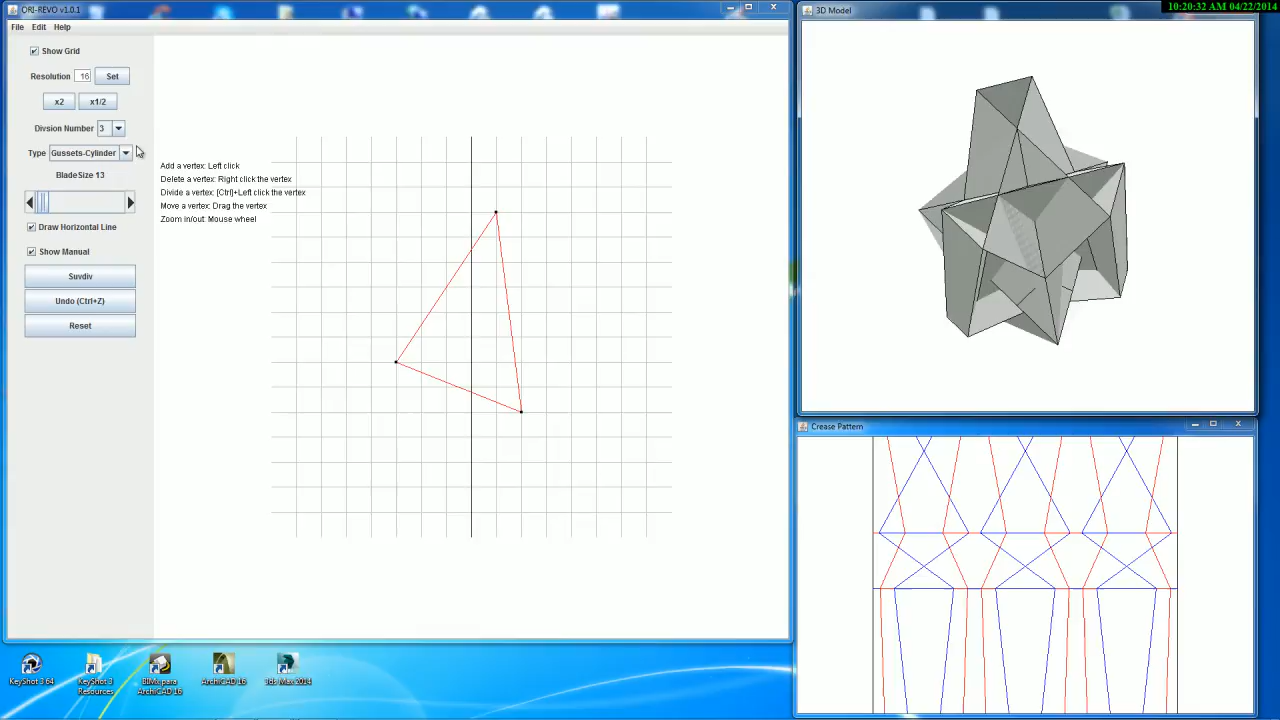 10:20:32 AM 04/22/2014
ORI-REVO v1.0.1
File Edit Help
Show Grid
Resolution 16 Set
x2 x1/2
Divsion Number 3
Type Gussets-Cylinder
BladeSize 13
Draw Horizontal Line
Show Manual
Suvdiv
Undo (Ctrl+Z)
Reset
Add a vertex: Left click
Delete a vertex: Right click the vertex
Divide a vertex: [Ctrl]+Left click the vertex
Move a vertex: Drag the vertex
Zoom in/out: Mouse wheel
3D Model
Crease Pattern
KeyShot 3 64
KeyShot 3
Resources
BIMx para
ArchiCAD 16
ArchiCAD 16
3ds Max 2014